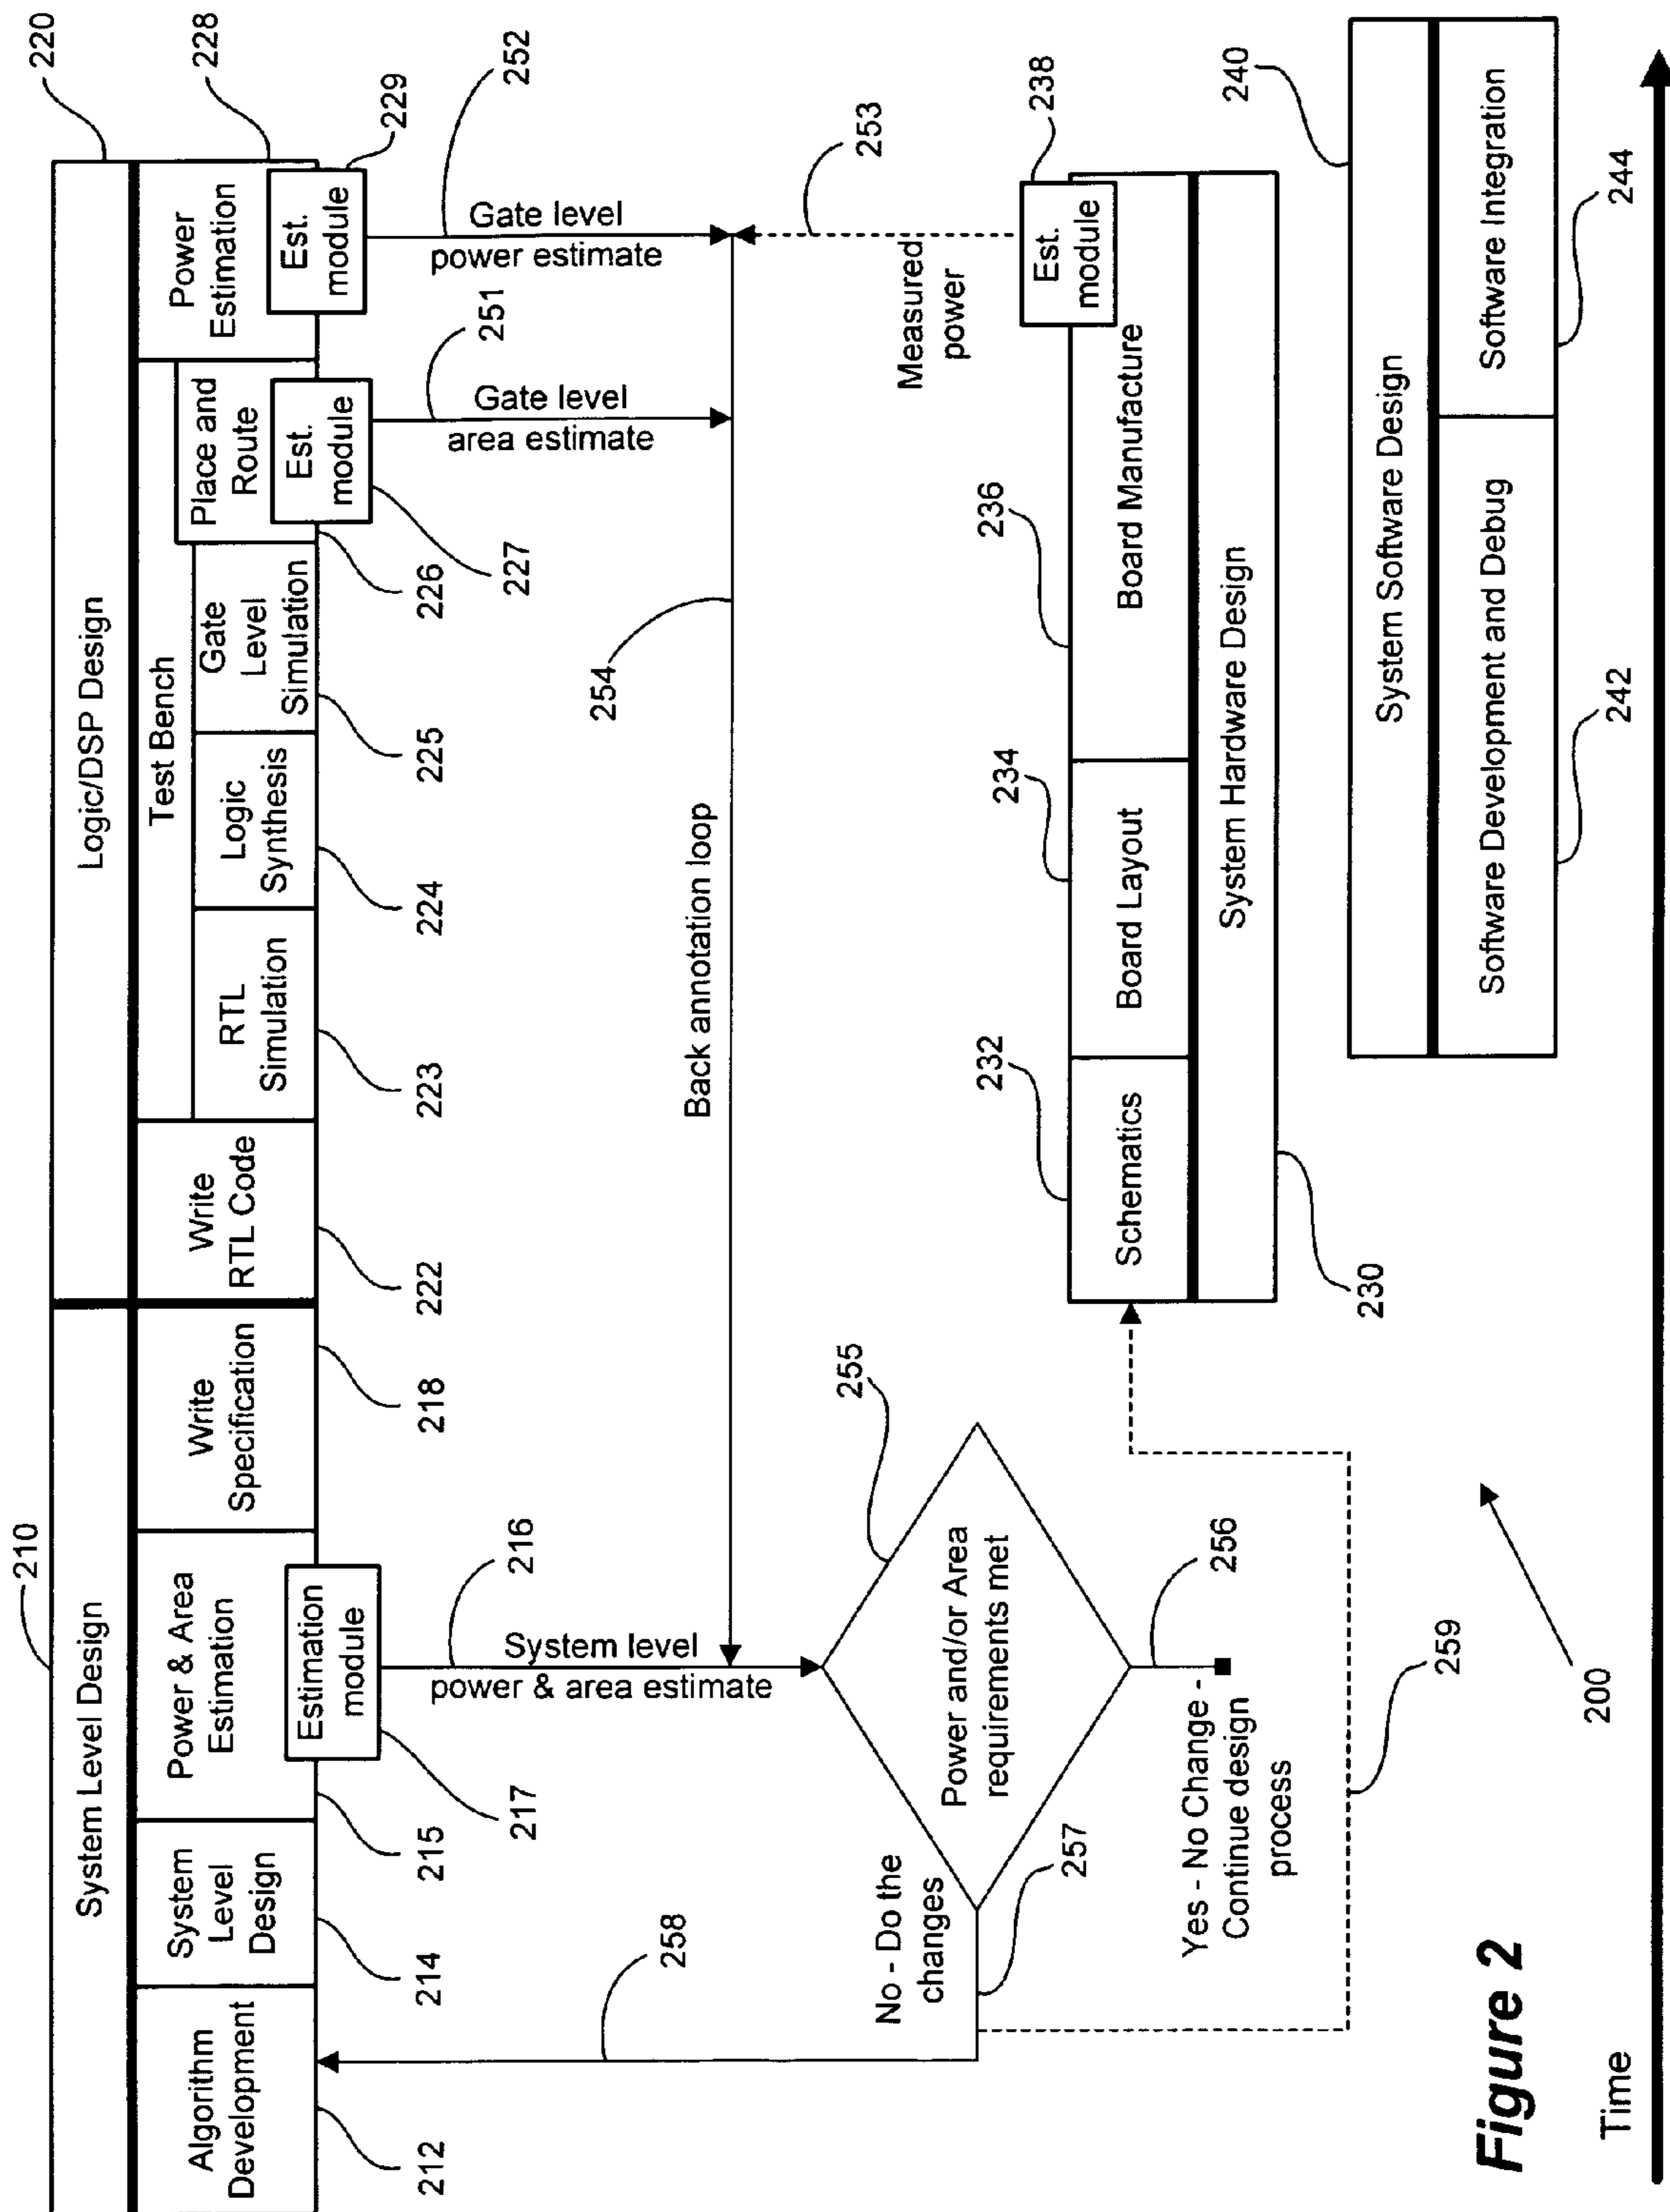 210
220
System Level Design
Logic/DSP Design
228
Algorithm
Development
System
Level
Design
Power & Area
Estimation
Write
Specification
Write
RTL Code
Test Bench
RTL
Simulation
Logic
Synthesis
Gate
Level
Simulation
Place and
Route
Power
Estimation
Estimation
module
Est.
module
Est.
module
229
212
214
215
217
218
222
223
224
225
226
227
216
System level
power & area estimate
251
Gate level
area estimate
252
Gate level
power estimate
258
254
Back annotation loop
253
Measured
power
No - Do the
changes
257
255
Power and/or Area
requirements met
256
Yes - No Change -
Continue design
process
259
232
234
236
238
Est.
module
Schematics
Board Layout
Board Manufacture
System Hardware Design
230
240
System Software Design
Software Development and Debug
Software Integration
242
244
200
Figure 2
Time